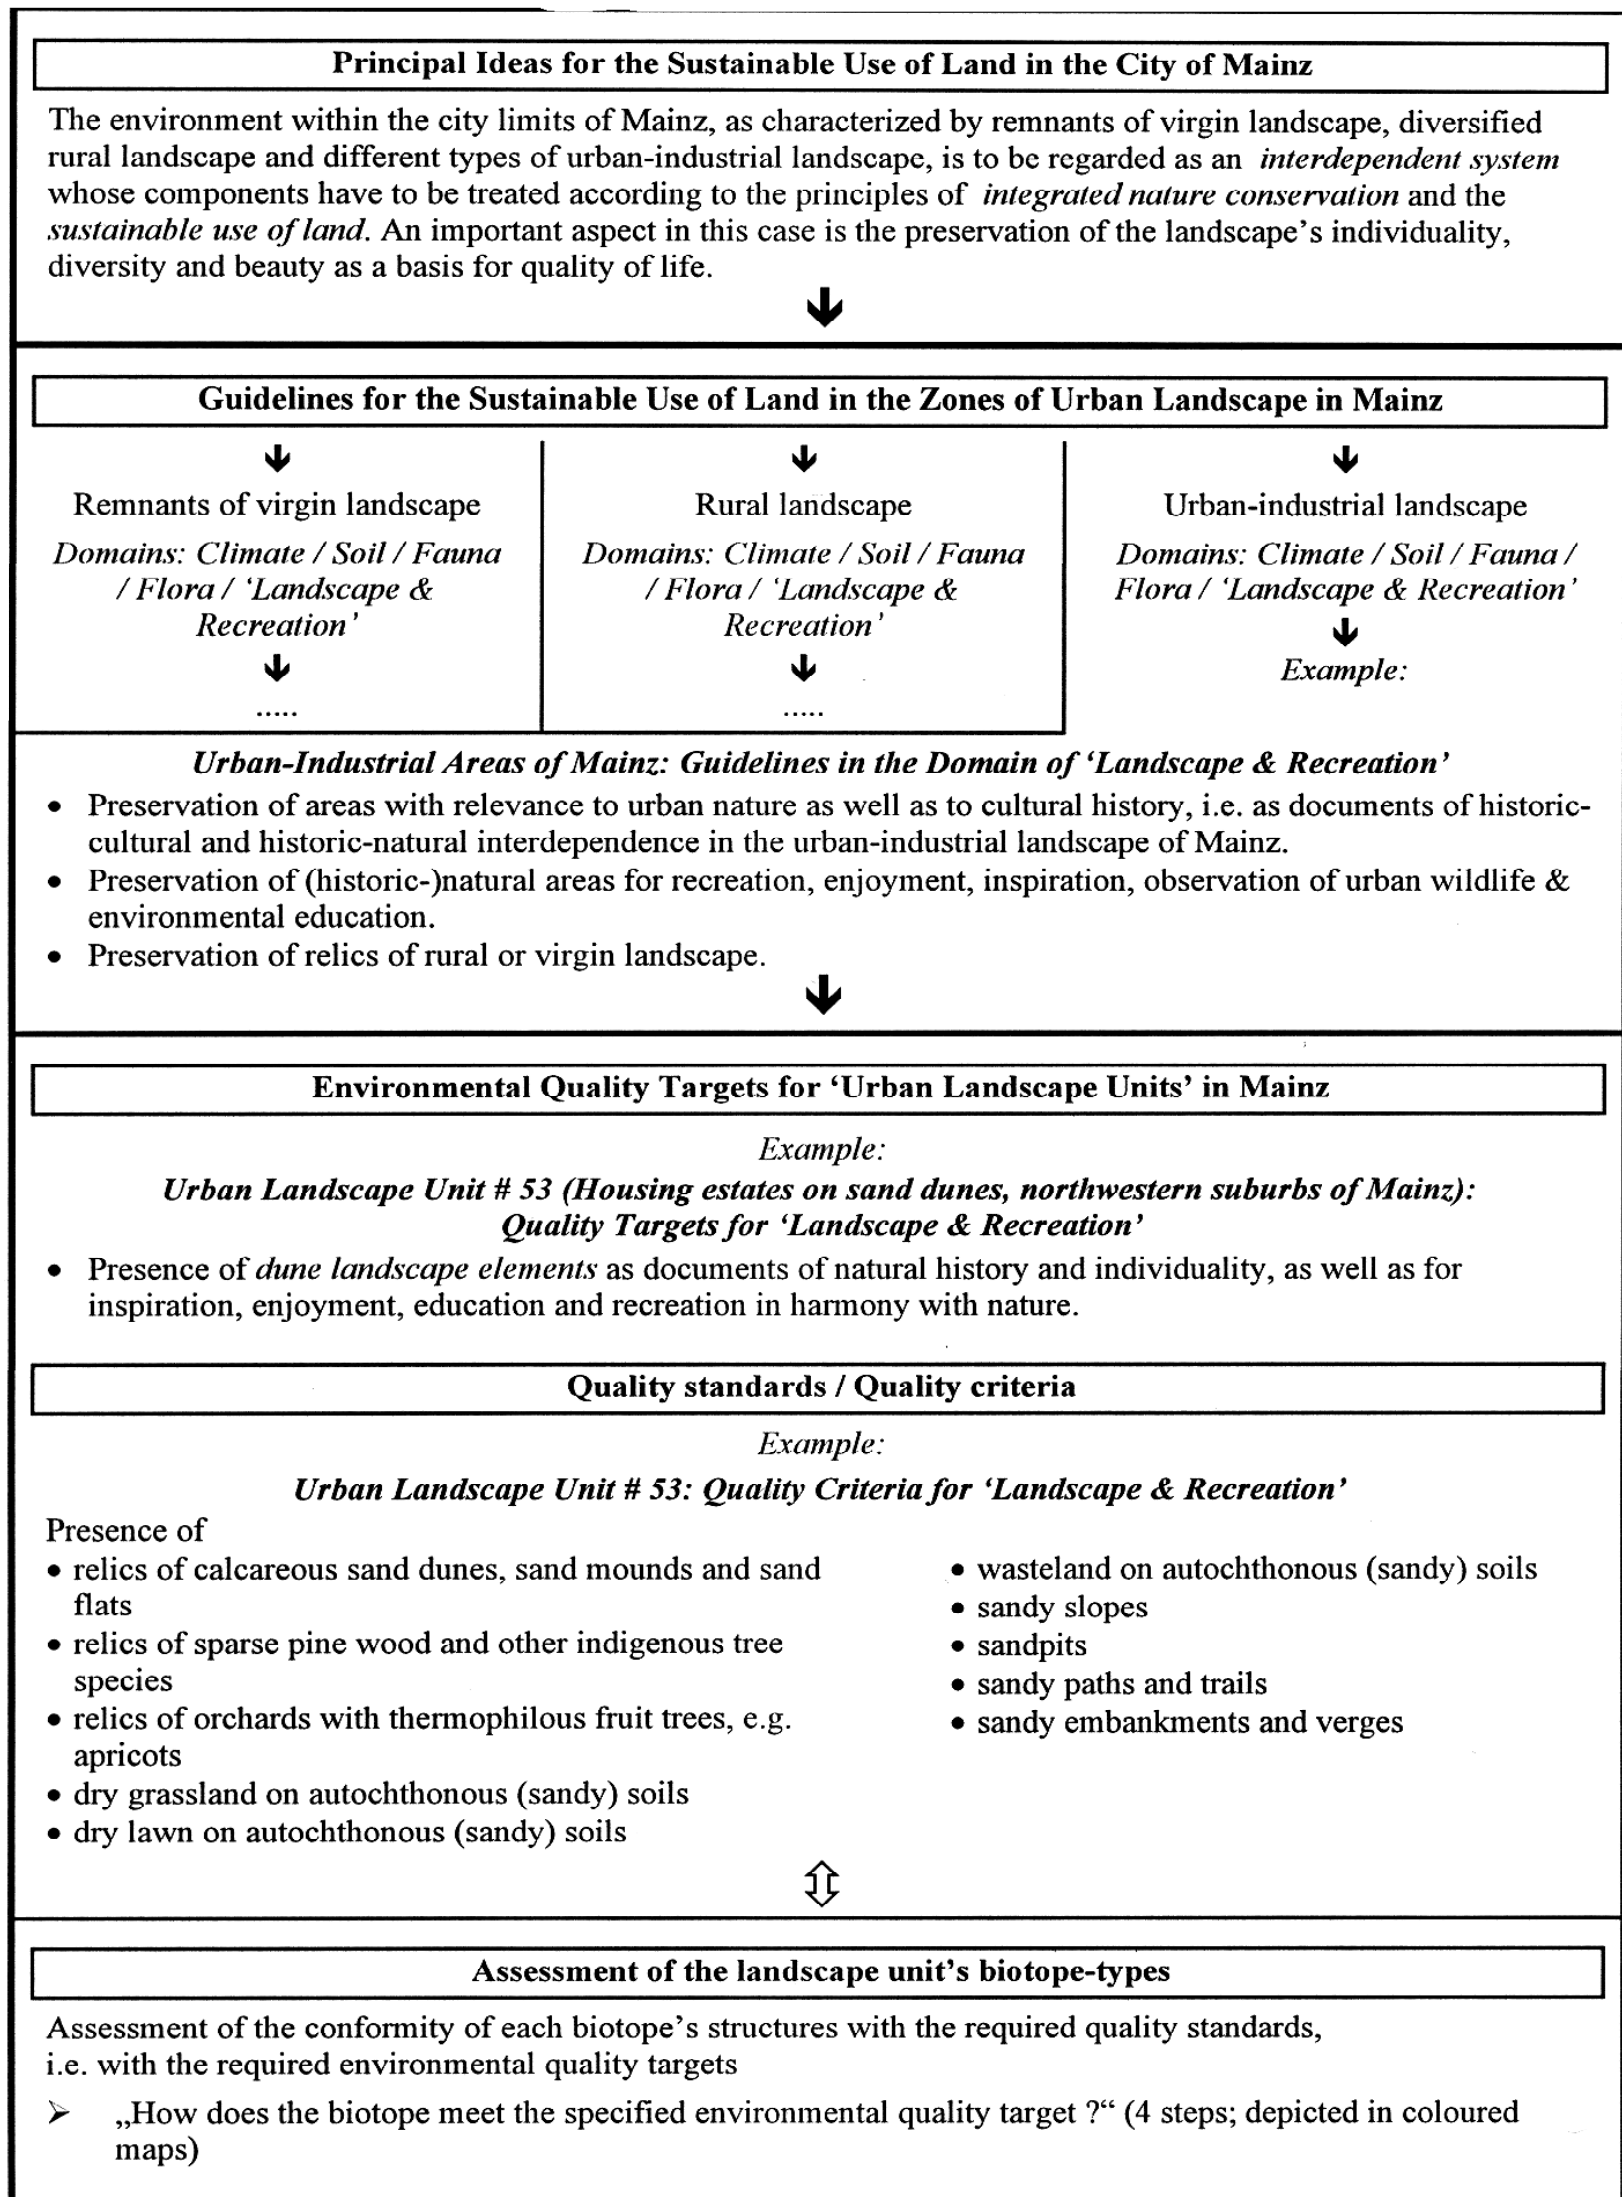 Principal Ideas for the Sustainable Use of Land in the City of Mainz
The environment within the city limits of Mainz, as characterized by remnants of virgin landscape, diversified
rural landscape and different types of urban-industrial landscape, is to be regarded as an interdependent system
whose components have to be treated according to the principles of integrated nature conservation and the
sustainable use of land. An important aspect in this case is the preservation of the landscape's individuality,
diversity and beauty as a basis for quality of life.
Guidelines for the Sustainable Use of Land in the Zones of Urban Landscape in Mainz
Remnants of virgin landscape
Domains: Climate / Soil / Fauna
/ Flora / ‘Landscape &
Recreation’
.....
Rural landscape
Domains: Climate / Soil / Fauna
/ Flora / ‘Landscape &
Recreation’
.....
Urban-industrial landscape
Domains: Climate / Soil / Fauna /
Flora / ‘Landscape & Recreation’
Example:
Urban-Industrial Areas of Mainz: Guidelines in the Domain of ‘Landscape & Recreation’
• Preservation of areas with relevance to urban nature as well as to cultural history, i.e. as documents of historic-
cultural and historic-natural interdependence in the urban-industrial landscape of Mainz.
• Preservation of (historic-)natural areas for recreation, enjoyment, inspiration, observation of urban wildlife &
environmental education.
• Preservation of relics of rural or virgin landscape.
Environmental Quality Targets for ‘Urban Landscape Units’ in Mainz
Example:
Urban Landscape Unit # 53 (Housing estates on sand dunes, northwestern suburbs of Mainz):
Quality Targets for ‘Landscape & Recreation’
• Presence of dune landscape elements as documents of natural history and individuality, as well as for
inspiration, enjoyment, education and recreation in harmony with nature.
Quality standards / Quality criteria
Example:
Urban Landscape Unit # 53: Quality Criteria for ‘Landscape & Recreation’
Presence of
• relics of calcareous sand dunes, sand mounds and sand
flats
• relics of sparse pine wood and other indigenous tree
species
• relics of orchards with thermophilous fruit trees, e.g.
apricots
• dry grassland on autochthonous (sandy) soils
• dry lawn on autochthonous (sandy) soils
• wasteland on autochthonous (sandy) soils
• sandy slopes
• sandpits
• sandy paths and trails
• sandy embankments and verges
Assessment of the landscape unit's biotope-types
Assessment of the conformity of each biotope's structures with the required quality standards,
i.e. with the required environmental quality targets
➢ „How does the biotope meet the specified environmental quality target ?“ (4 steps; depicted in coloured
maps)